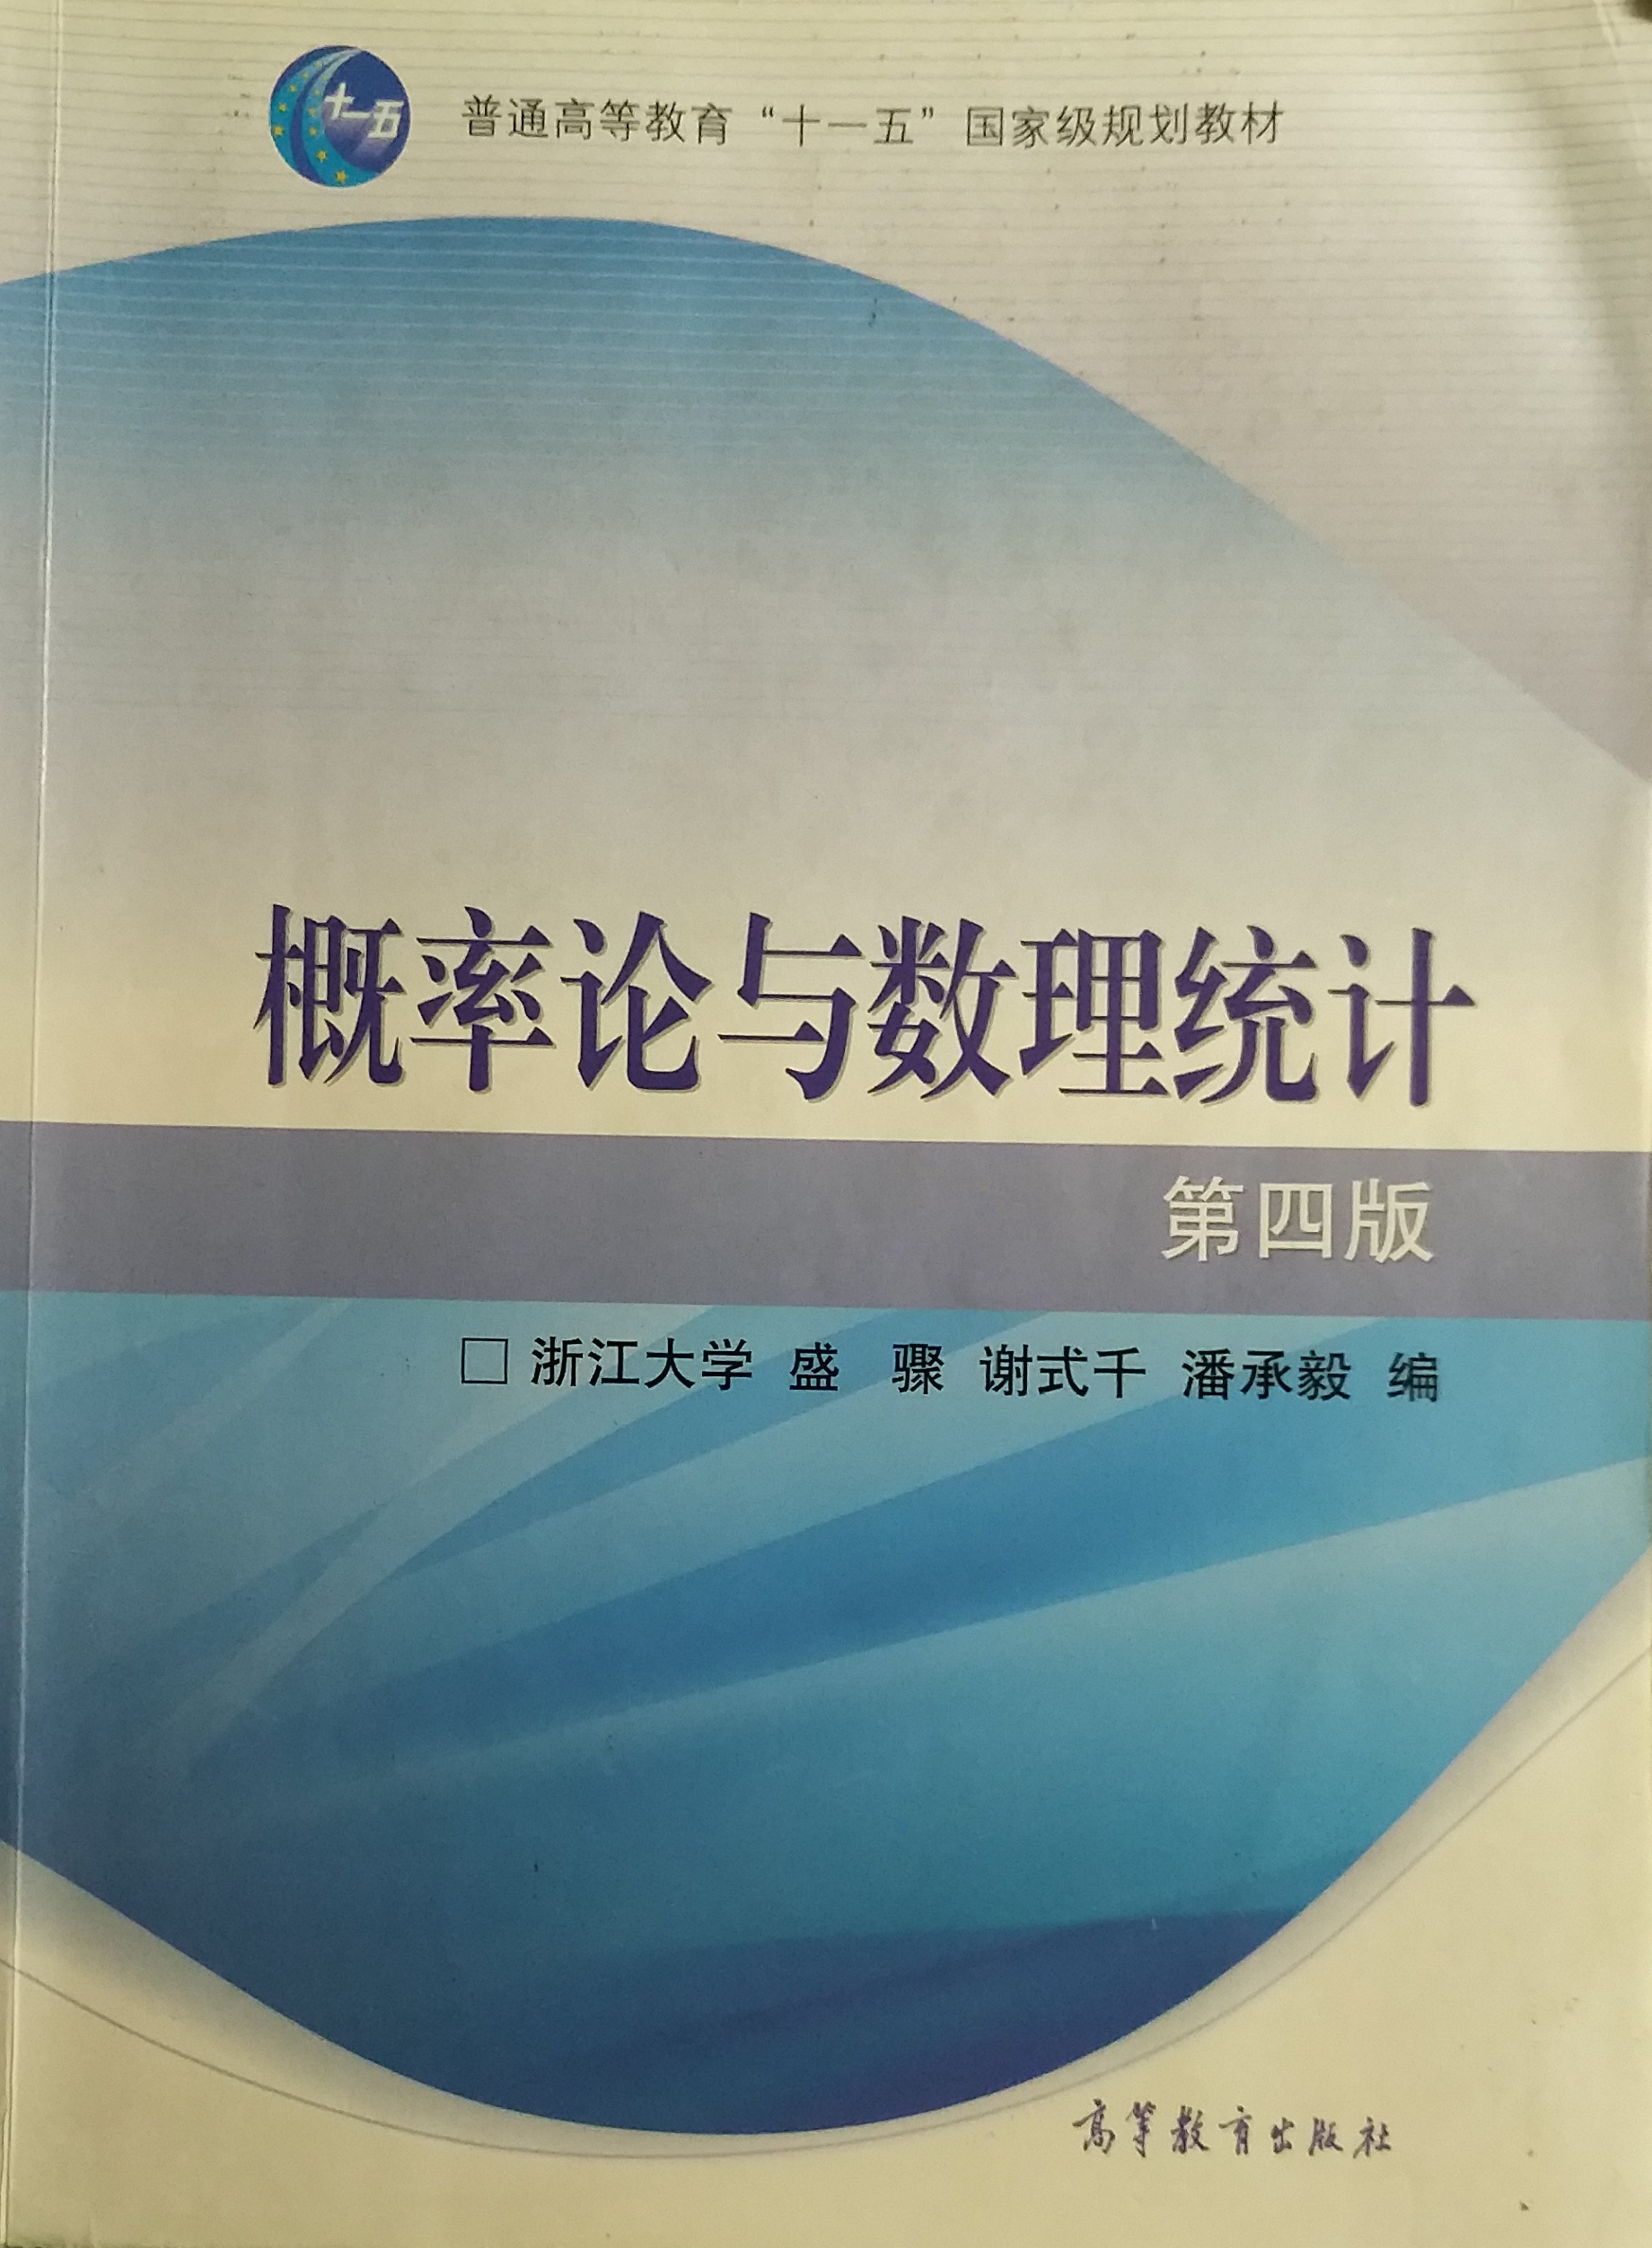 十一五
普通高等教育“十一五”国家级规划教材
概率论与数理统计
第四版
□ 浙江大学 盛 骤 谢式千 潘承毅 编
高等教育出版社